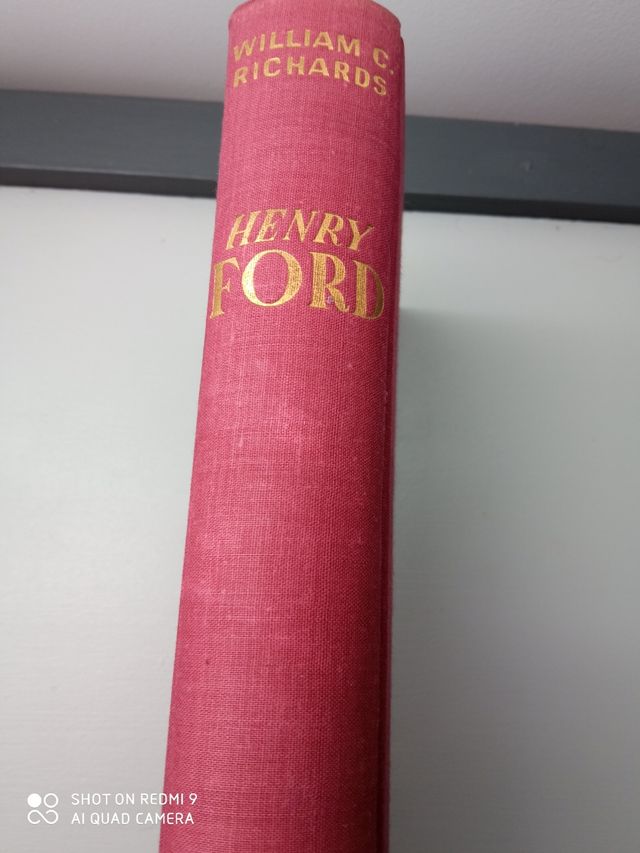 WILLIAM C.
RICHARDS
HENRY
FORD
SHOT ON REDMI 9
AI QUAD CAMERA